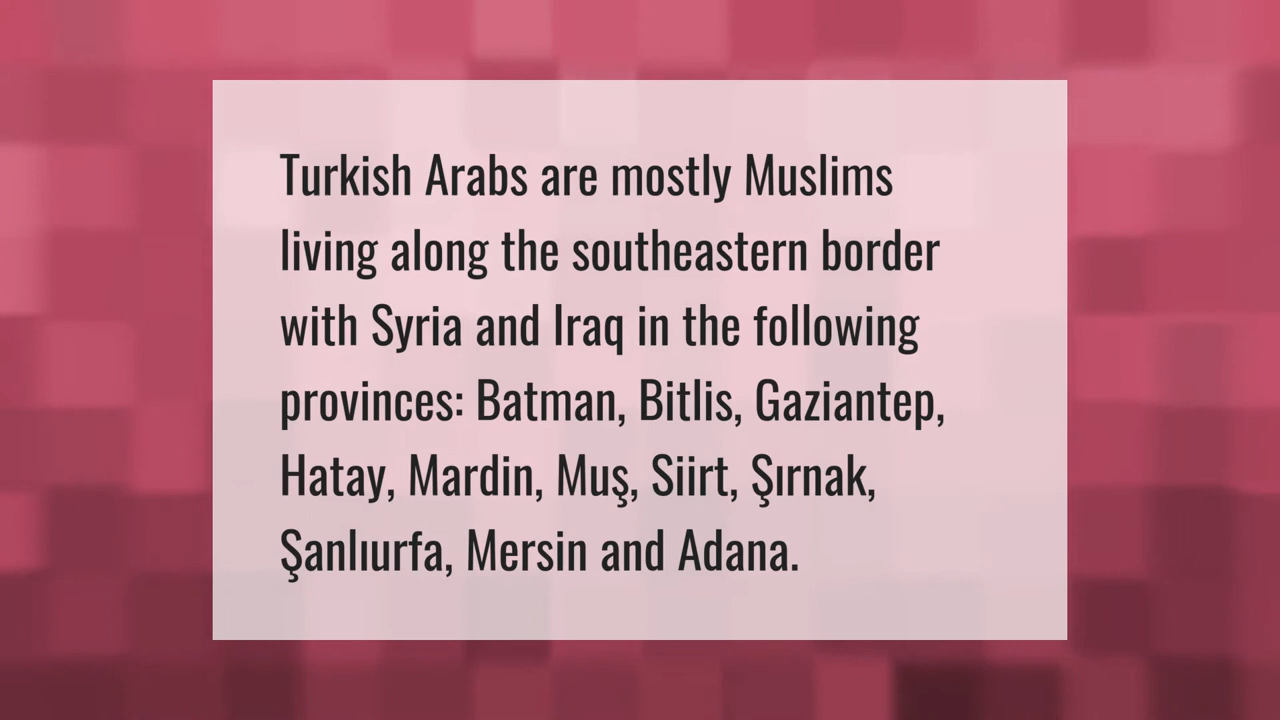 Turkish Arabs are mostly Muslims
living along the southeastern border
with Syria and Iraq in the following
provinces: Batman, Bitlis, Gaziantep,
Hatay, Mardin, Muş, Siirt, Şırnak,
Şanlıurfa, Mersin and Adana.